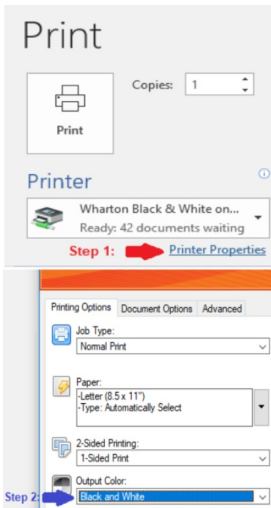 Print
Copies: 1
Print
Printer
Wharton Black & White on...
Ready: 42 documents waiting
Step 1: Printer Properties
Printing Options Document Options Advanced
Job Type:
Normal Print
Paper:
-Letter (8.5 x 11")
-Type: Automatically Select
2-Sided Printing:
1-Sided Print
Output Color:
Step 2: Black and White